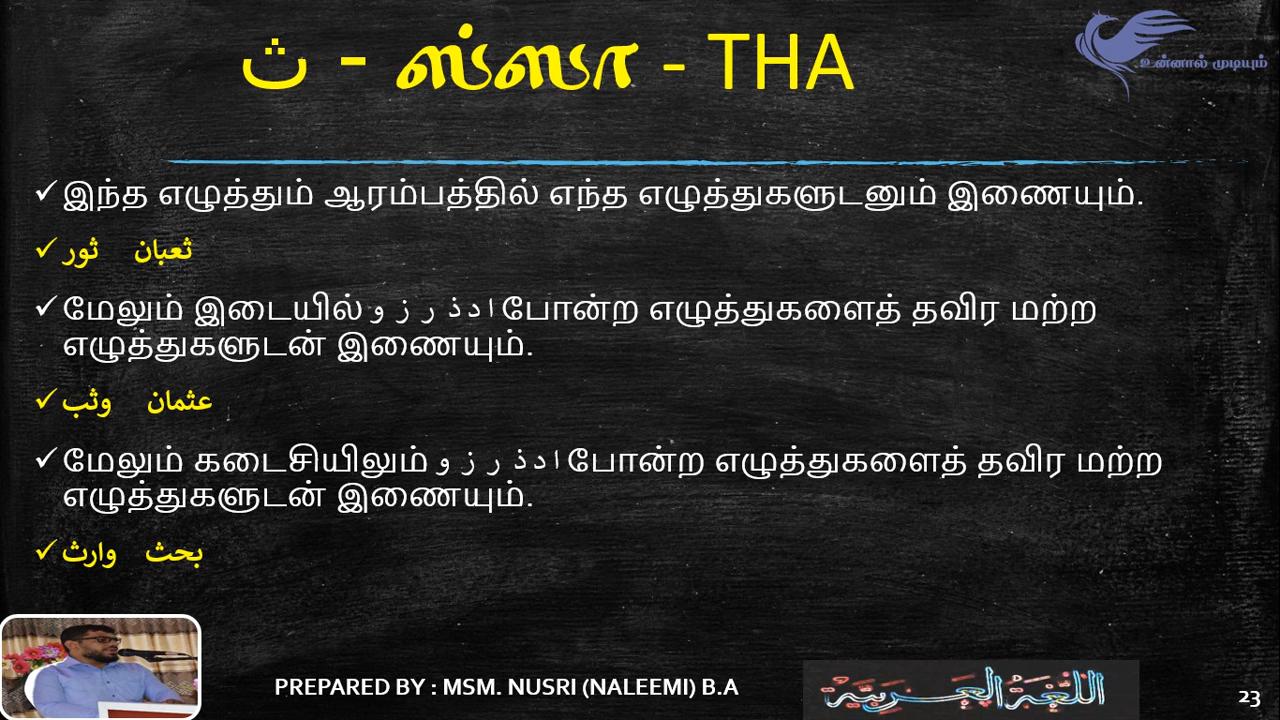 ث - ஸ்ஸா - THA
உன்னால் முடியும்
இந்த எழுத்தும் ஆரம்பத்தில் எந்த எழுத்துகளுடனும் இணையும்.
ثعبان ثور
மேலும் இடையில் ا د ذ ر ز و போன்ற எழுத்துகளைத் தவிர மற்ற
எழுத்துகளுடன் இணையும்.
عثمان وثب
மேலும் கடைசியிலும் ا د ذ ر ز و போன்ற எழுத்துகளைத் தவிர மற்ற
எழுத்துகளுடன் இணையும்.
بحث وارث
PREPARED BY : MSM. NUSRI (NALEEMI) B.A
اللُّغَةُ الْعَرَبِيَّةُ
23